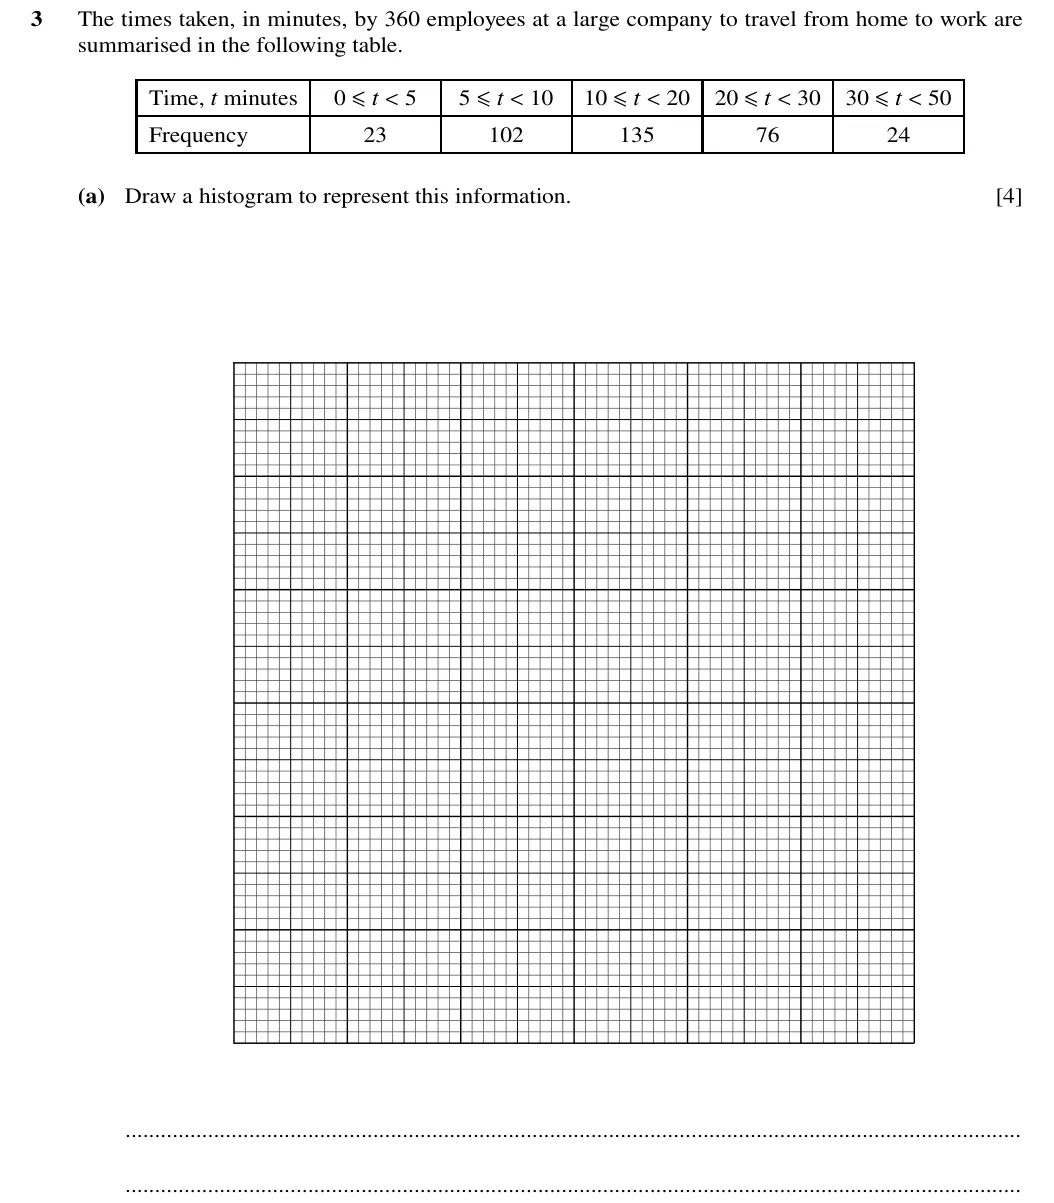 3 The times taken, in minutes, by 360 employees at a large company to travel from home to work are
summarised in the following table.
Time, t minutes 0 ⩽ t < 5 5 ⩽ t < 10 10 ⩽ t < 20 20 ⩽ t < 30 30 ⩽ t < 50
Frequency 23 102 135 76 24
(a) Draw a histogram to represent this information. [4]